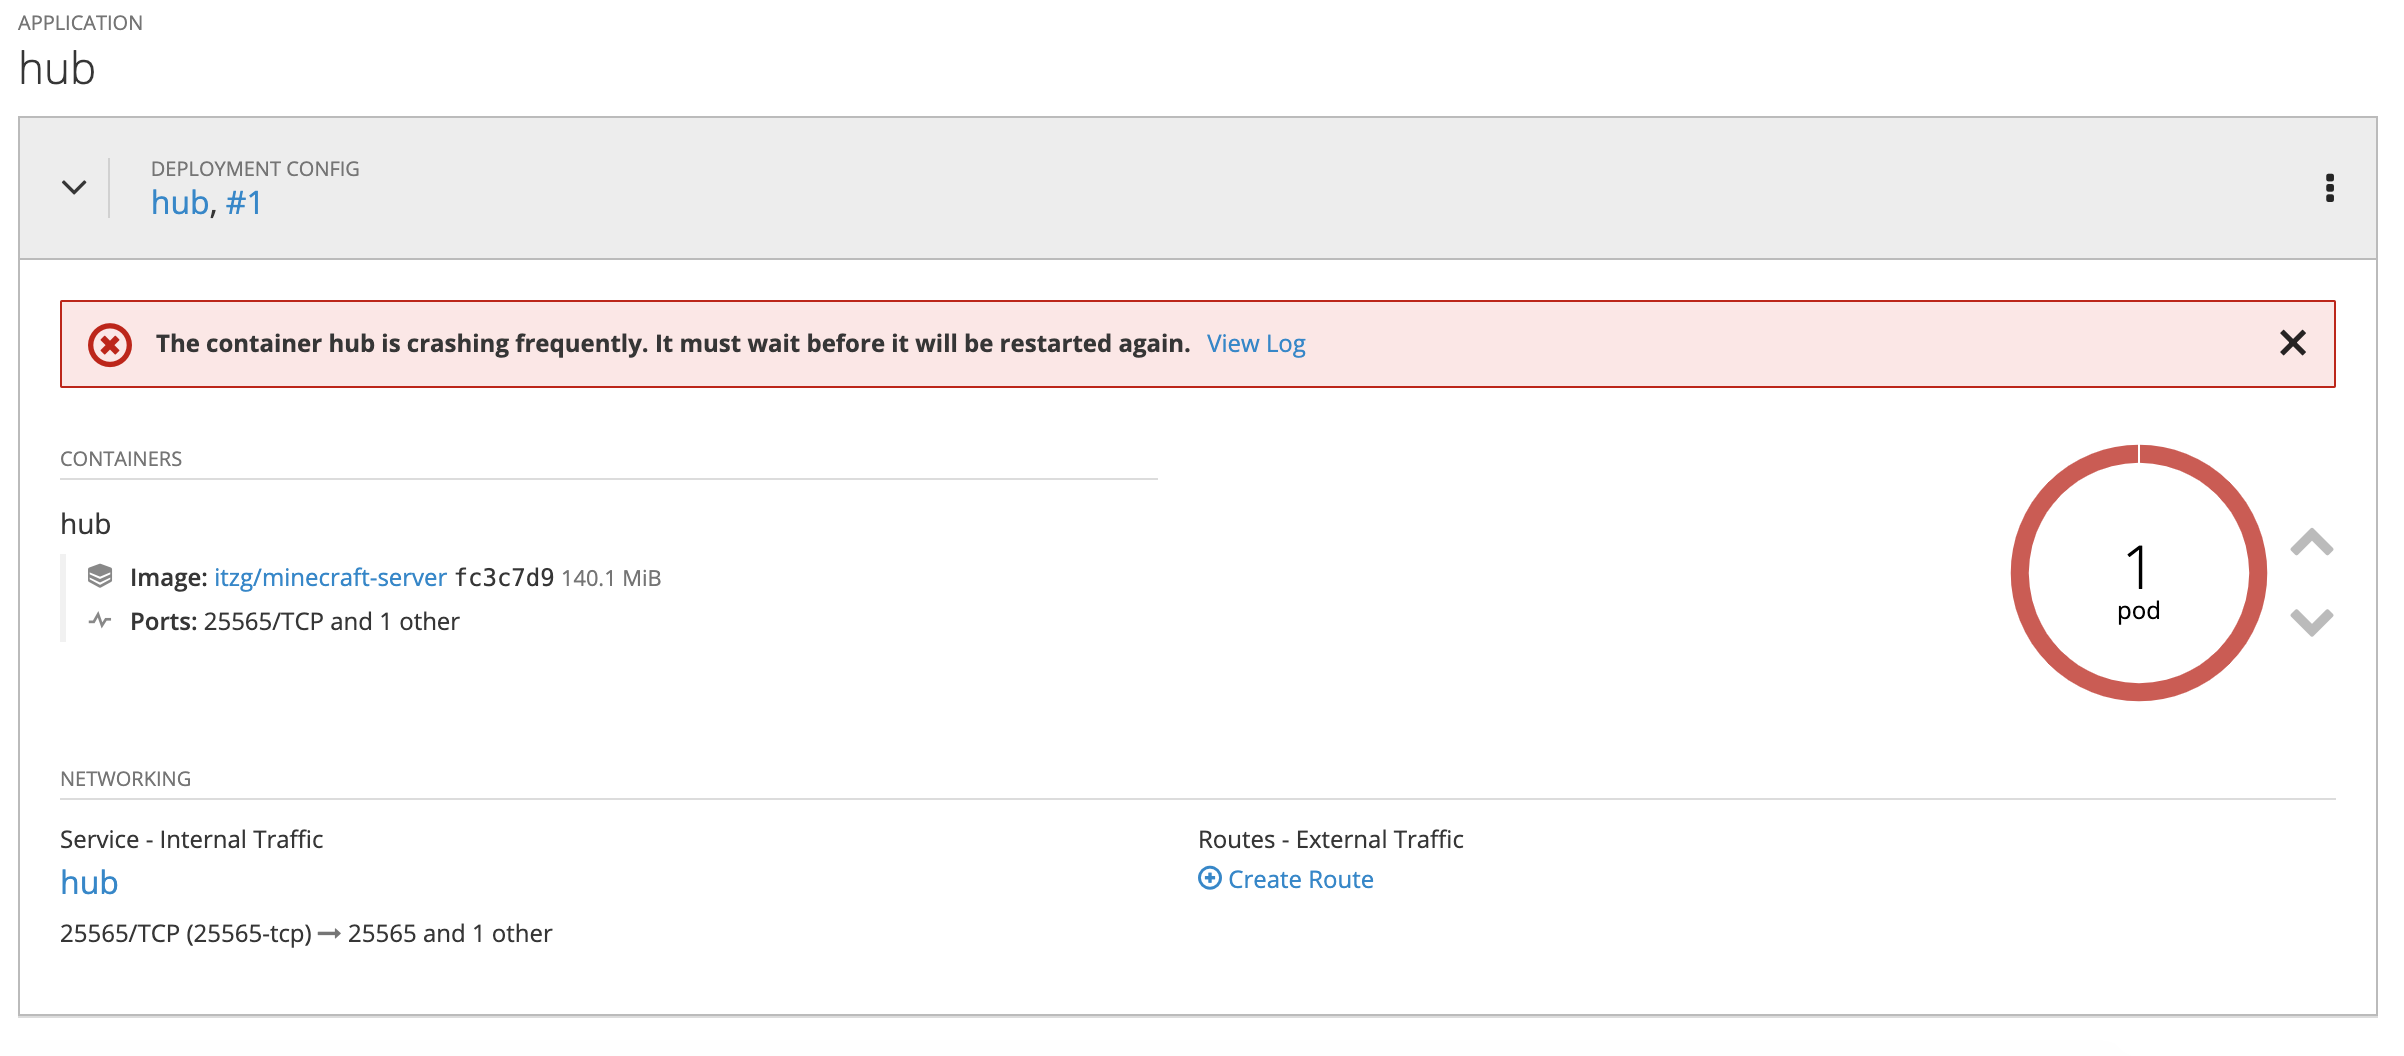 APPLICATION
hub
DEPLOYMENT CONFIG
hub, #1
The container hub is crashing frequently. It must wait before it will be restarted again. View Log
CONTAINERS
hub
Image: itzg/minecraft-server fc3c7d9 140.1 MiB
Ports: 25565/TCP and 1 other
1
pod
NETWORKING
Service - Internal Traffic
hub
25565/TCP (25565-tcp) → 25565 and 1 other
Routes - External Traffic
Create Route